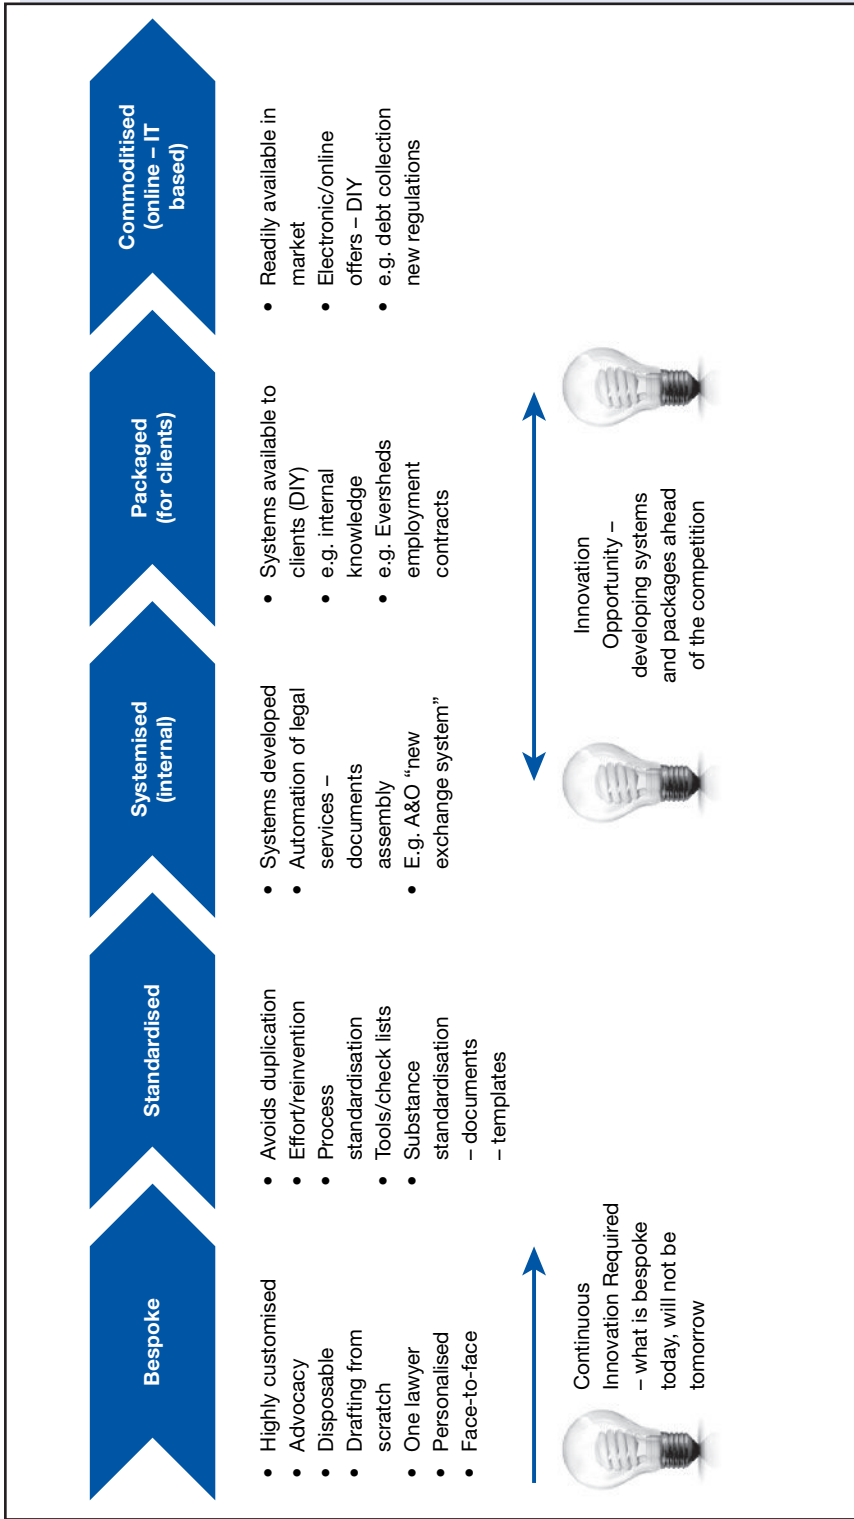 Bespoke
Standardised
Systemised
(internal)
Packaged
(for clients)
Commoditised
(online – IT
based)
• Highly customised
• Advocacy
• Disposable
• Drafting from
scratch
• One lawyer
• Personalised
• Face-to-face
• Avoids duplication
• Effort/reinvention
• Process
standardisation
• Tools/check lists
• Substance
standardisation
– documents
– templates
• Systems developed
• Automation of legal
services –
documents
assembly
• E.g. A&O “new
exchange system”
• Systems available to
clients (DIY)
• e.g. internal
knowledge
• e.g. Eversheds
employment
contracts
• Readily available in
market
• Electronic/online
offers – DIY
• e.g. debt collection
new regulations
Continuous
Innovation Required
– what is bespoke
today, will not be
tomorrow
Innovation
Opportunity –
developing systems
and packages ahead
of the competition